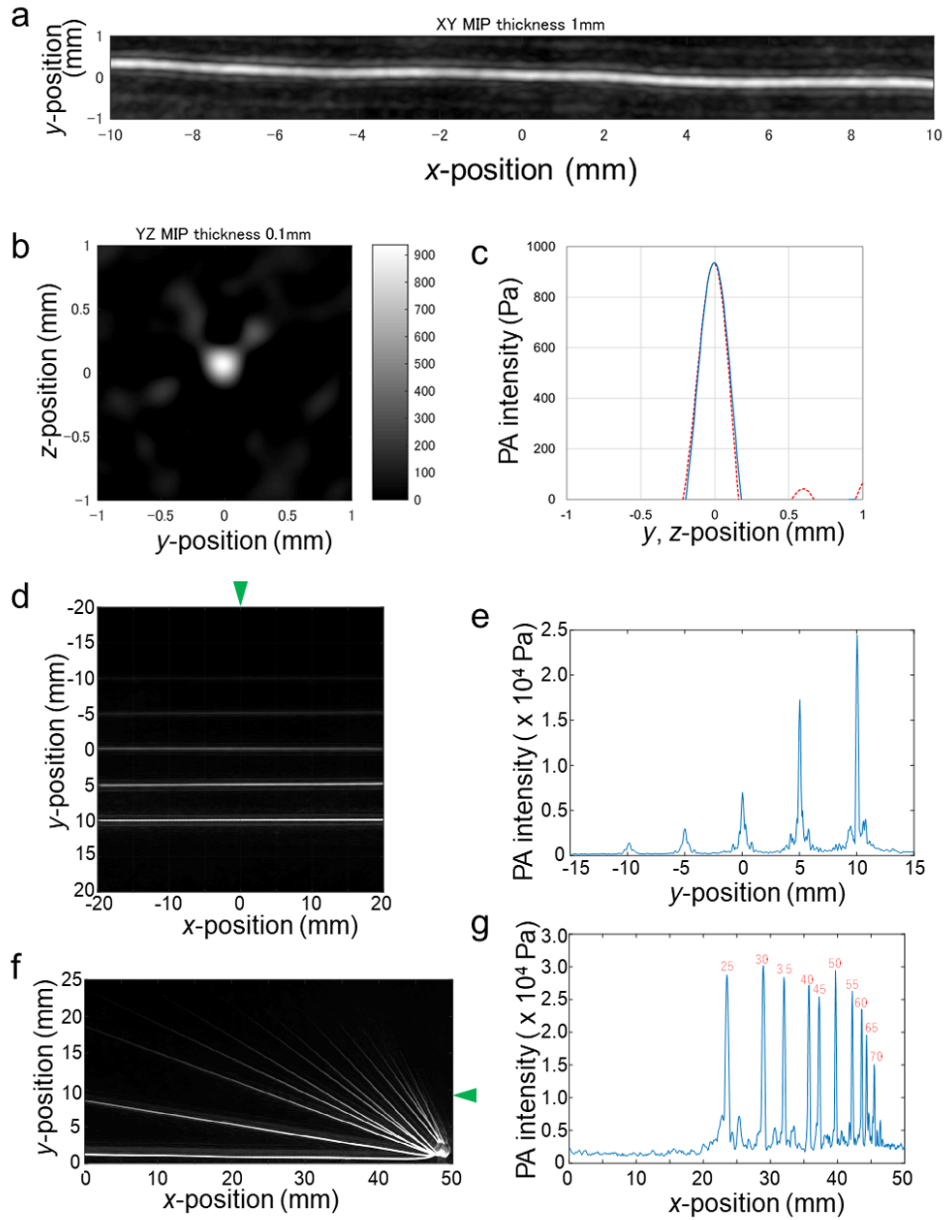 a
XY MIP thickness 1mm
y-position
(mm)
1
0
-1
-10 -8 -6 -4 -2 0 2 4 6 8 10
x-position (mm)
b
YZ MIP thickness 0.1mm
z-position (mm)
1
0.5
0
-0.5
-1
-1 -0.5 0 0.5 1
y-position (mm)
900
800
700
600
500
400
300
200
100
0
c
PA intensity (Pa)
1000
800
600
400
200
0
-1 -0.5 0 0.5 1
y, z-position (mm)
d
y-position (mm)
-20
-10
-5
0
5
10
15
20
-20 -10 0 10 20
x-position (mm)
e
PA intensity ( x 10⁴ Pa)
2.5
2.0
1.5
1.0
0.5
0
-15 -10 -5 0 5 10 15
y-position (mm)
f
y-position (mm)
25
20
15
10
5
0
0 10 20 30 40 50
x-position (mm)
g
PA intensity ( x 10⁴ Pa)
3.0
2.5
2.0
1.5
1.0
0.5
0
25 30 35 40 45 50 55 60 65 70
0 10 20 30 40 50
x-position (mm)